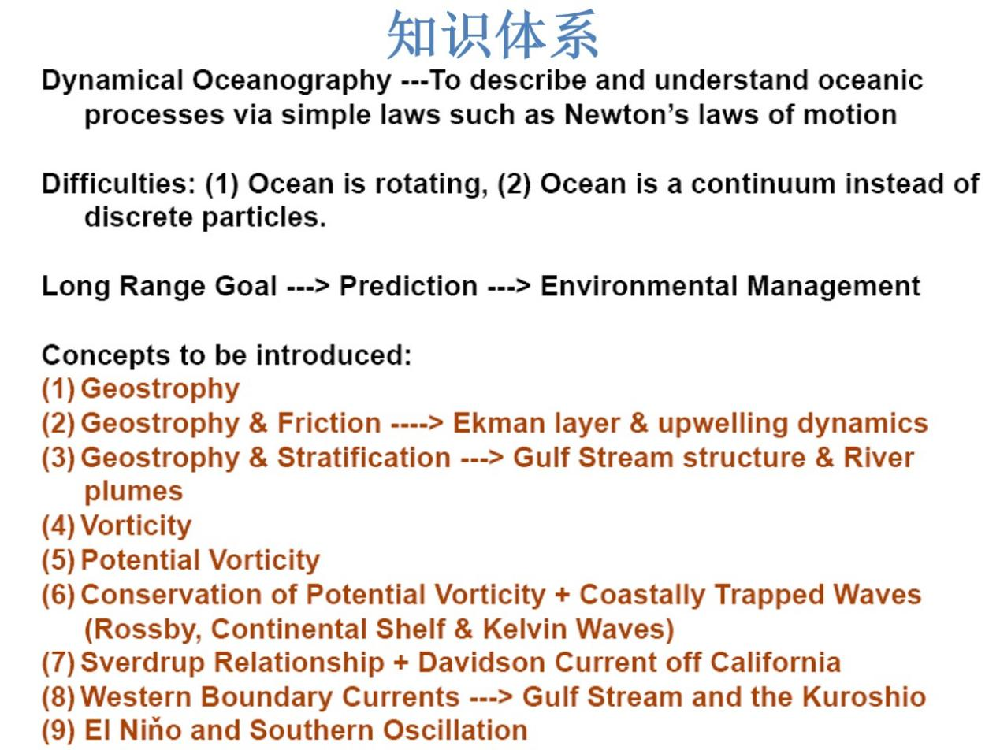 知识体系
Dynamical Oceanography ---To describe and understand oceanic
processes via simple laws such as Newton’s laws of motion
Difficulties: (1) Ocean is rotating, (2) Ocean is a continuum instead of
discrete particles.
Long Range Goal ---> Prediction ---> Environmental Management
Concepts to be introduced:
(1) Geostrophy
(2) Geostrophy & Friction ----> Ekman layer & upwelling dynamics
(3) Geostrophy & Stratification ---> Gulf Stream structure & River
plumes
(4) Vorticity
(5) Potential Vorticity
(6) Conservation of Potential Vorticity + Coastally Trapped Waves
(Rossby, Continental Shelf & Kelvin Waves)
(7) Sverdrup Relationship + Davidson Current off California
(8) Western Boundary Currents ---> Gulf Stream and the Kuroshio
(9) El Niňo and Southern Oscillation